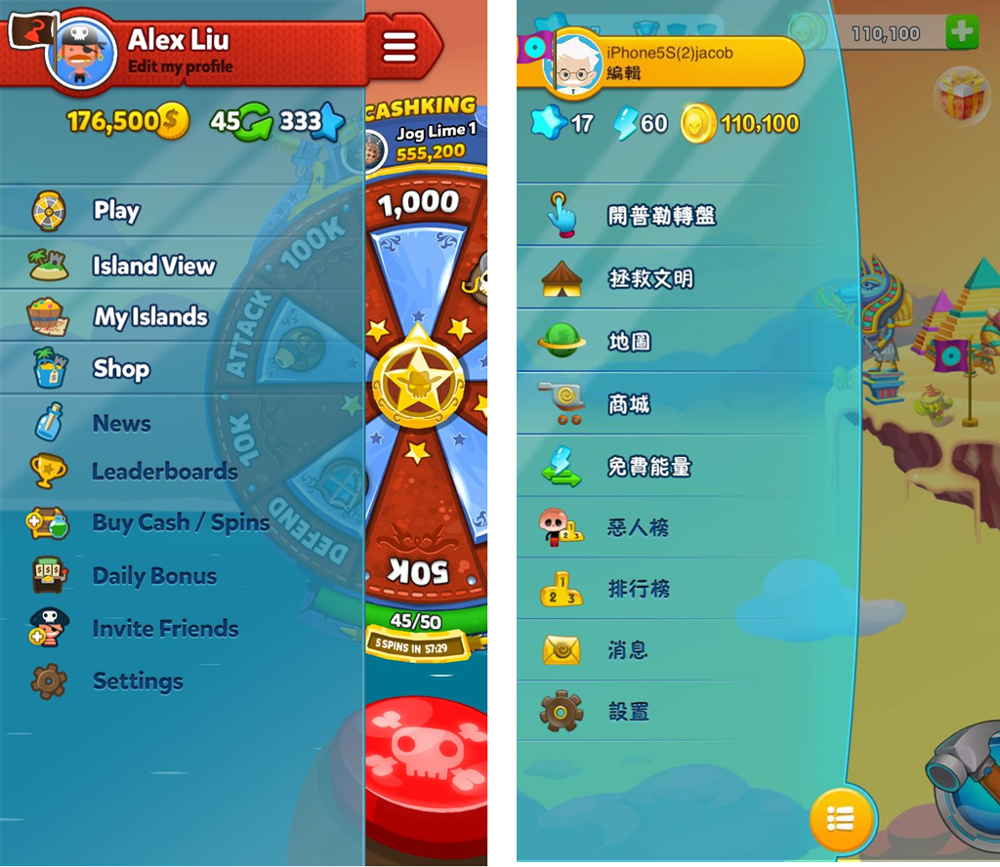 Alex Liu
Edit my profile
176,500
45
333
CASHKING
Jog Lime 1
555,200
1,000
100K
ATTACK
10K
DEFEND
50K
45/50
5 SPINS IN 57:29
Play
Island View
My Islands
Shop
News
Leaderboards
Buy Cash / Spins
Daily Bonus
Invite Friends
Settings
iPhone5S(2)jacob
編輯
110,100
17
60
110,100
開普勒轉盤
拯救文明
地圖
商城
免費能量
惡人榜
排行榜
消息
設置